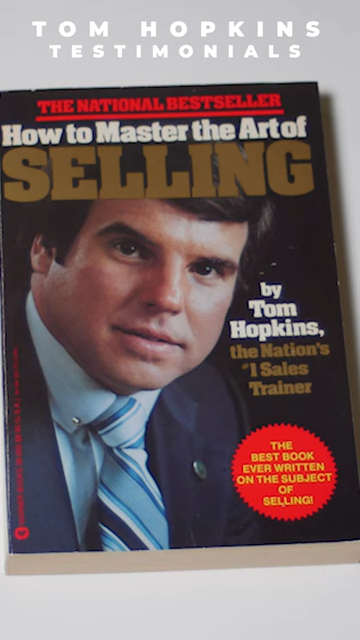 TOM HOPKINS
TESTIMONIALS
THE NATIONAL BESTSELLER
How to Master the Art of
SELLING
by
Tom
Hopkins,
the Nation's
#1 Sales
Trainer
THE
BEST BOOK
EVER WRITTEN
ON THE SUBJECT
OF
SELLING!